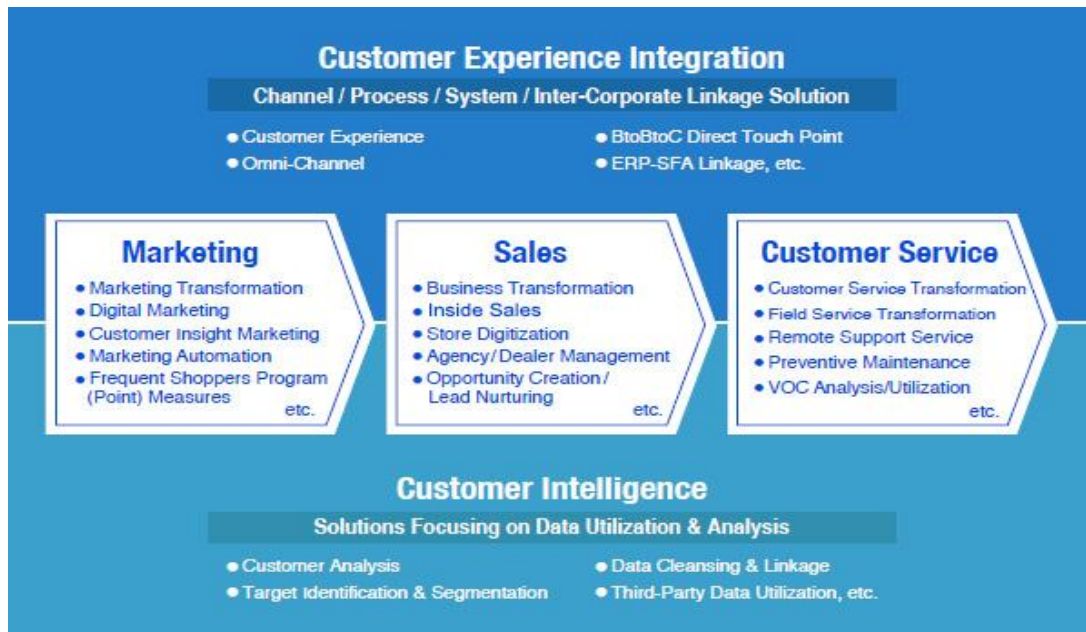 Customer Experience Integration
Channel / Process / System / Inter-Corporate Linkage Solution
● Customer Experience
● Omni-Channel
● BtoBtoC Direct Touch Point
● ERP-SFA Linkage, etc.
Marketing
● Marketing Transformation
● Digital Marketing
● Customer Insight Marketing
● Marketing Automation
● Frequent Shoppers Program
(Point) Measures
etc.
Sales
● Business Transformation
● Inside Sales
● Store Digitization
● Agency/Dealer Management
● Opportunity Creation/
Lead Nurturing
etc.
Customer Service
● Customer Service Transformation
● Field Service Transformation
● Remote Support Service
● Preventive Maintenance
● VOC Analysis/Utilization
etc.
Customer Intelligence
Solutions Focusing on Data Utilization & Analysis
● Customer Analysis
● Target Identification & Segmentation
● Data Cleansing & Linkage
● Third-Party Data Utilization, etc.